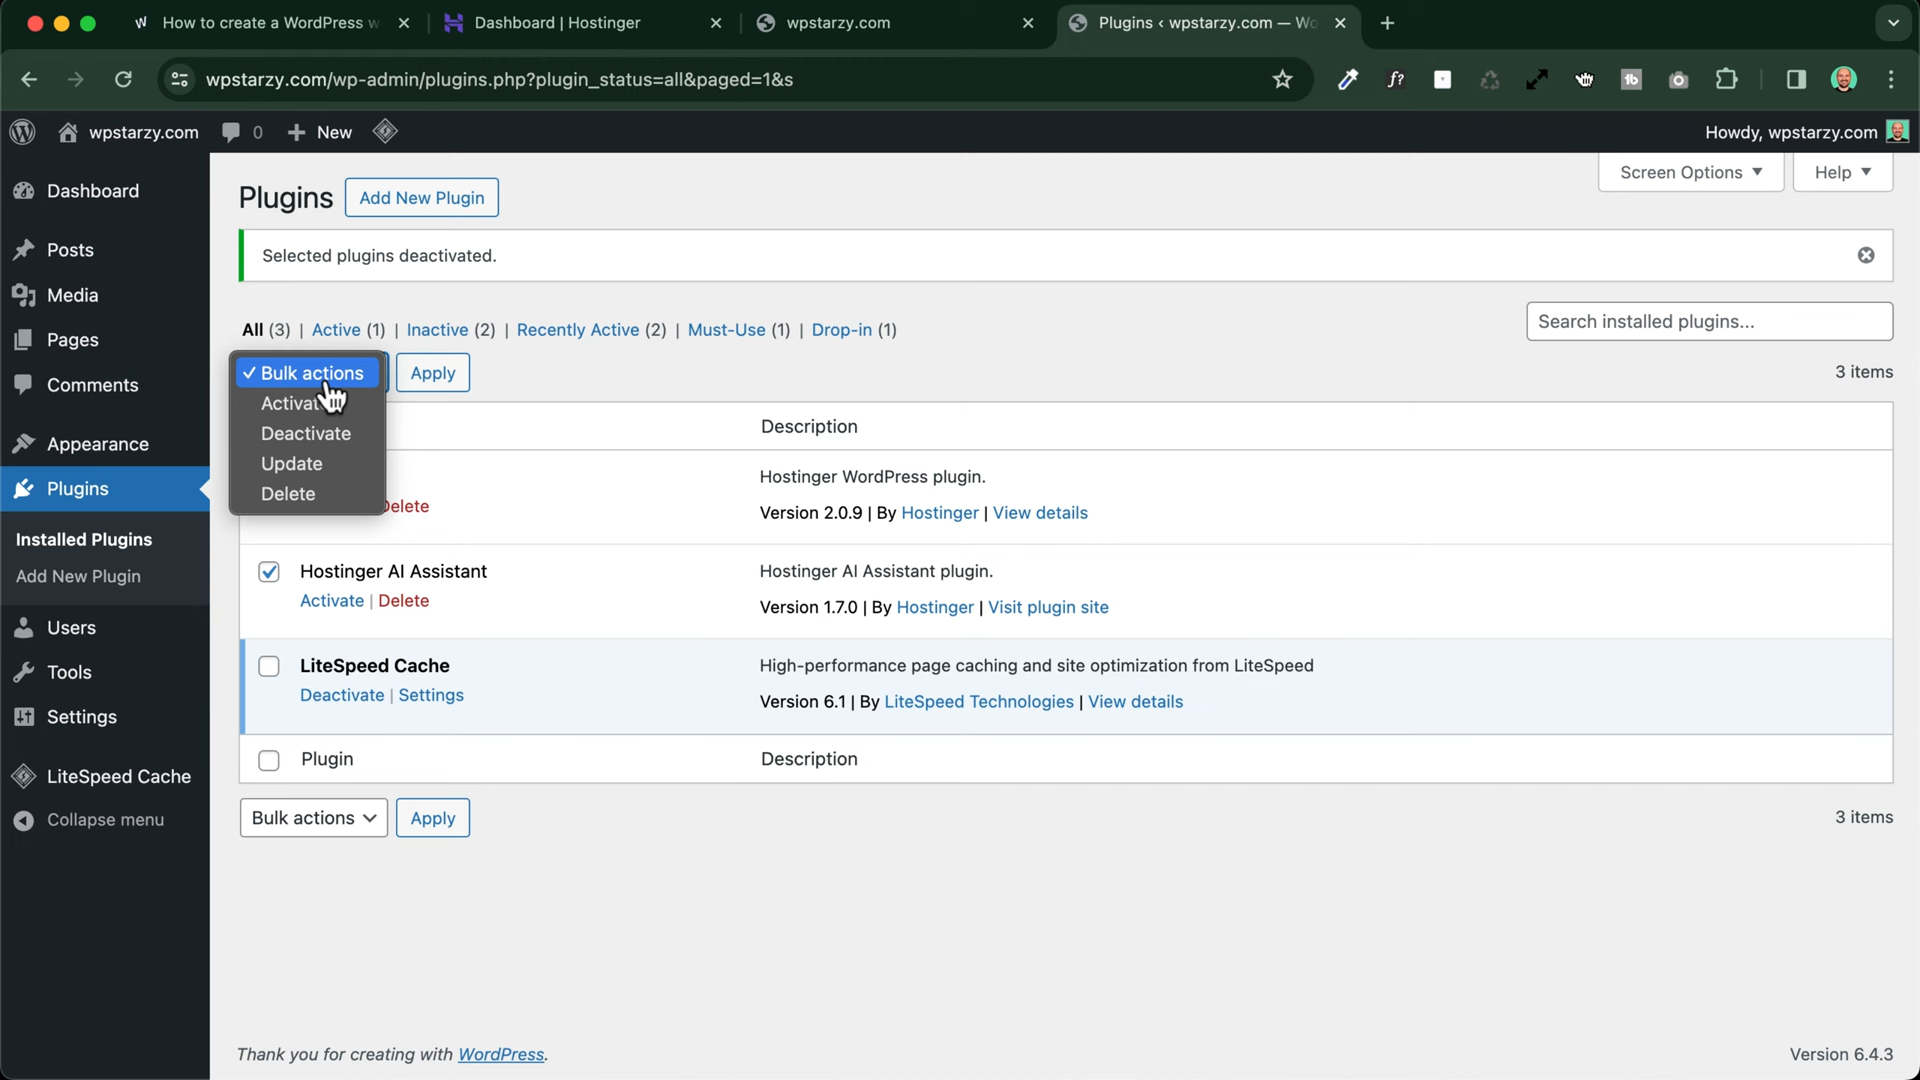 How to create a WordPress w
Dashboard | Hostinger
wpstarzy.com
Plugins ‹ wpstarzy.com — Wo
wpstarzy.com/wp-admin/plugins.php?plugin_status=all&paged=1&s
wpstarzy.com
0
New
Howdy, wpstarzy.com
Dashboard
Posts
Media
Pages
Comments
Appearance
Plugins
Installed Plugins
Add New Plugin
Users
Tools
Settings
LiteSpeed Cache
Collapse menu
Screen Options
Help
Plugins
Add New Plugin
Selected plugins deactivated.
All (3) | Active (1) | Inactive (2) | Recently Active (2) | Must-Use (1) | Drop-in (1)
Search installed plugins...
Bulk actions
Deactivate
Update
Delete
Apply
3 items
Description
Delete
Hostinger WordPress plugin.
Version 2.0.9 | By Hostinger | View details
Hostinger AI Assistant
Activate | Delete
Hostinger AI Assistant plugin.
Version 1.7.0 | By Hostinger | Visit plugin site
LiteSpeed Cache
Deactivate | Settings
High-performance page caching and site optimization from LiteSpeed
Version 6.1 | By LiteSpeed Technologies | View details
Plugin
Description
Bulk actions
Apply
3 items
Thank you for creating with WordPress.
Version 6.4.3